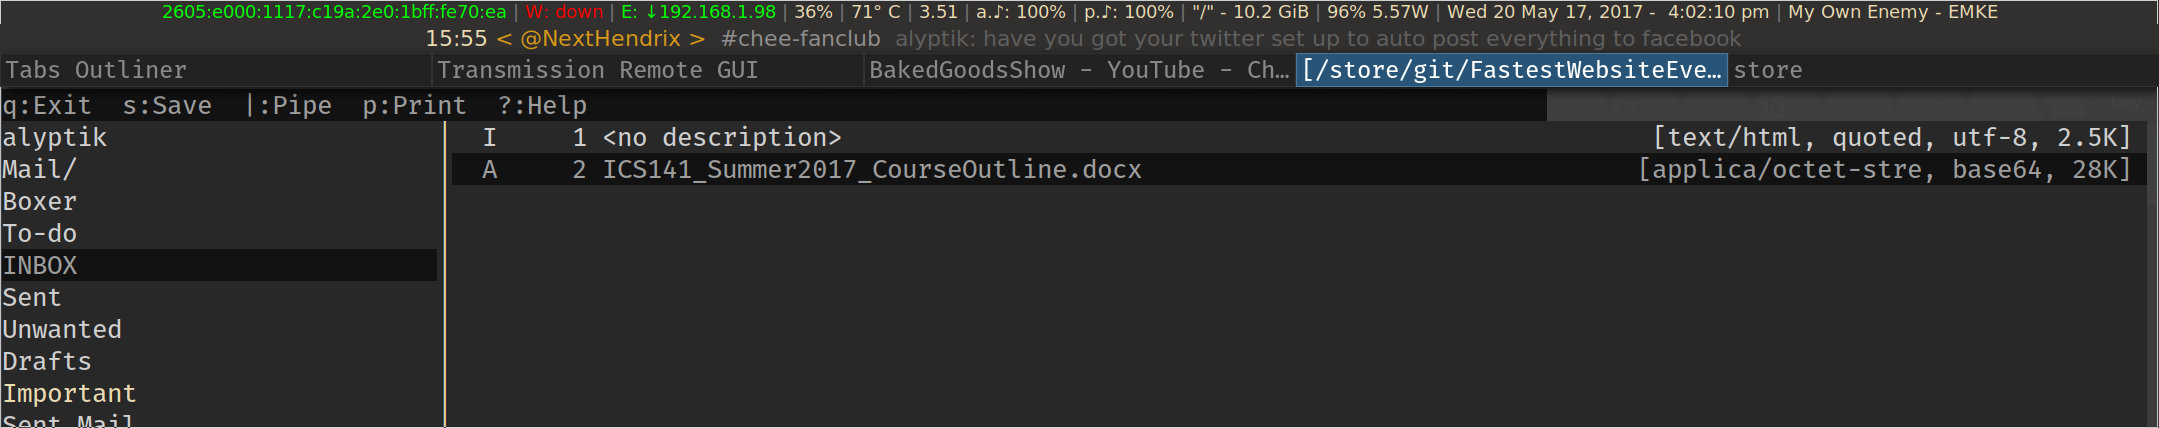 2605:e000:1117:c19a:2e0:1bff:fe70:ea | W: down | E: ↓192.168.1.98 | 36% | 71° C | 3.51 | a.♪: 100% | p.♪: 100% | "/" - 10.2 GiB | 96% 5.57W | Wed 20 May 17, 2017 -  4:02:10 pm | My Own Enemy - EMKE
15:55 < @NextHendrix >  #chee-fanclub  alyptik: have you got your twitter set up to auto post everything to facebook
Tabs Outliner | Transmission Remote GUI | BakedGoodsShow - YouTube - Ch… [/store/git/FastestWebsiteEve… store
q:Exit  s:Save  |:Pipe  p:Print  ?:Help
alyptik I 1 <no description> [text/html, quoted, utf-8, 2.5K]
Mail/ A 2 ICS141_Summer2017_CourseOutline.docx [applica/octet-stre, base64, 28K]
Boxer
To-do
INBOX
Sent
Unwanted
Drafts
Important
Sent Mail